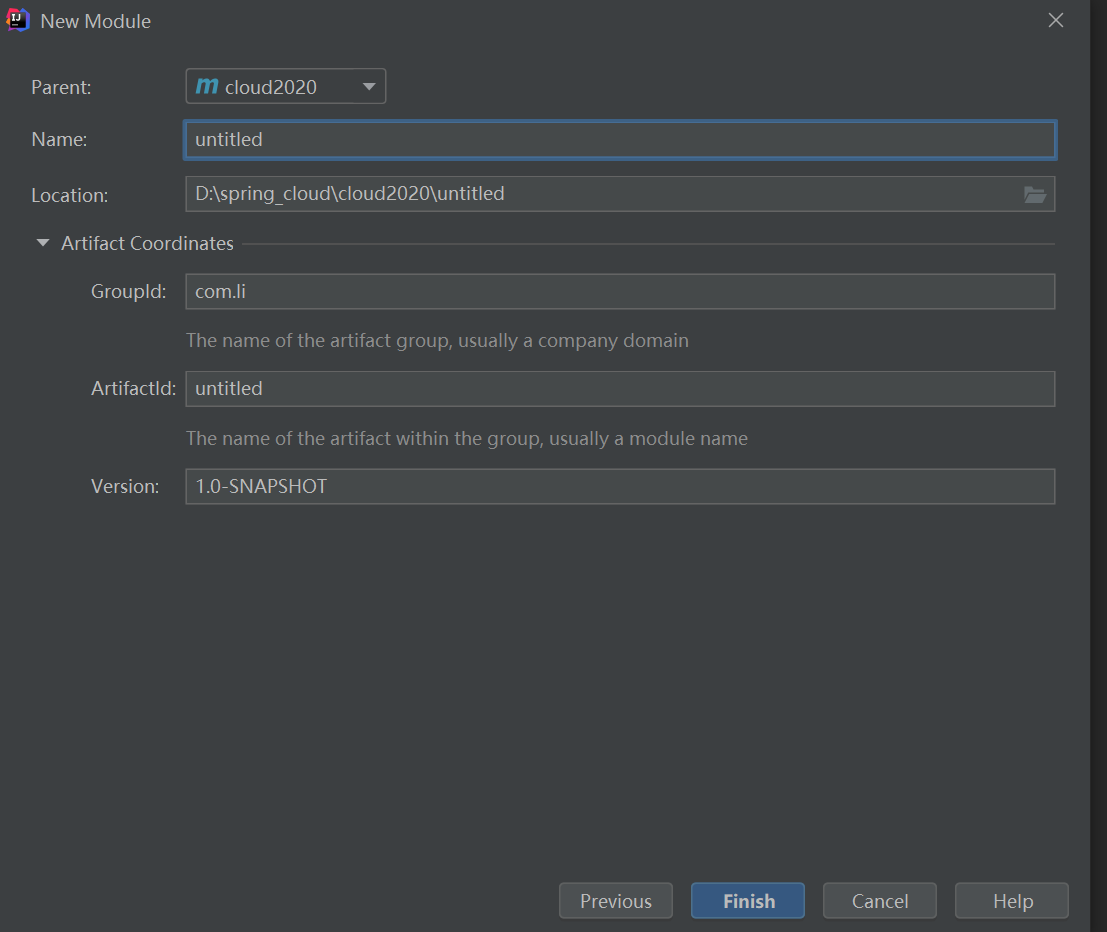 New Module
Parent: m cloud2020
Name: untitled
Location: D:\spring_cloud\cloud2020\untitled
Artifact Coordinates
GroupId: com.li
The name of the artifact group, usually a company domain
ArtifactId: untitled
The name of the artifact within the group, usually a module name
Version: 1.0-SNAPSHOT
Previous Finish Cancel Help